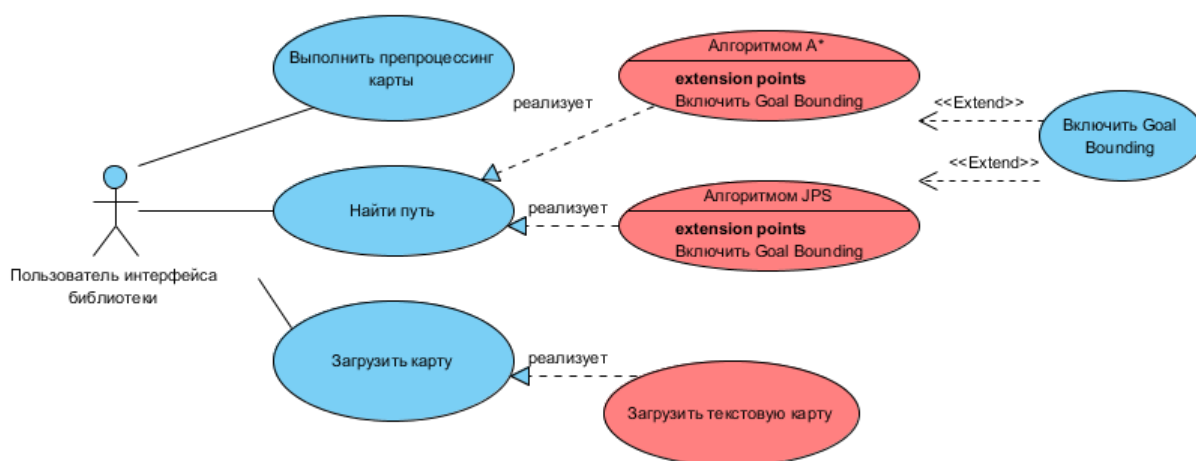 Выполнить препроцессинг
карты
реализует
Алгоритмом A*
extension points
Включить Goal Bounding
<<Extend>>
Включить Goal
Bounding
<<Extend>>
Найти путь
реализует
Алгоритмом JPS
extension points
Включить Goal Bounding
Пользователь интерфейса
библиотеки
Загрузить карту
реализует
Загрузить текстовую карту